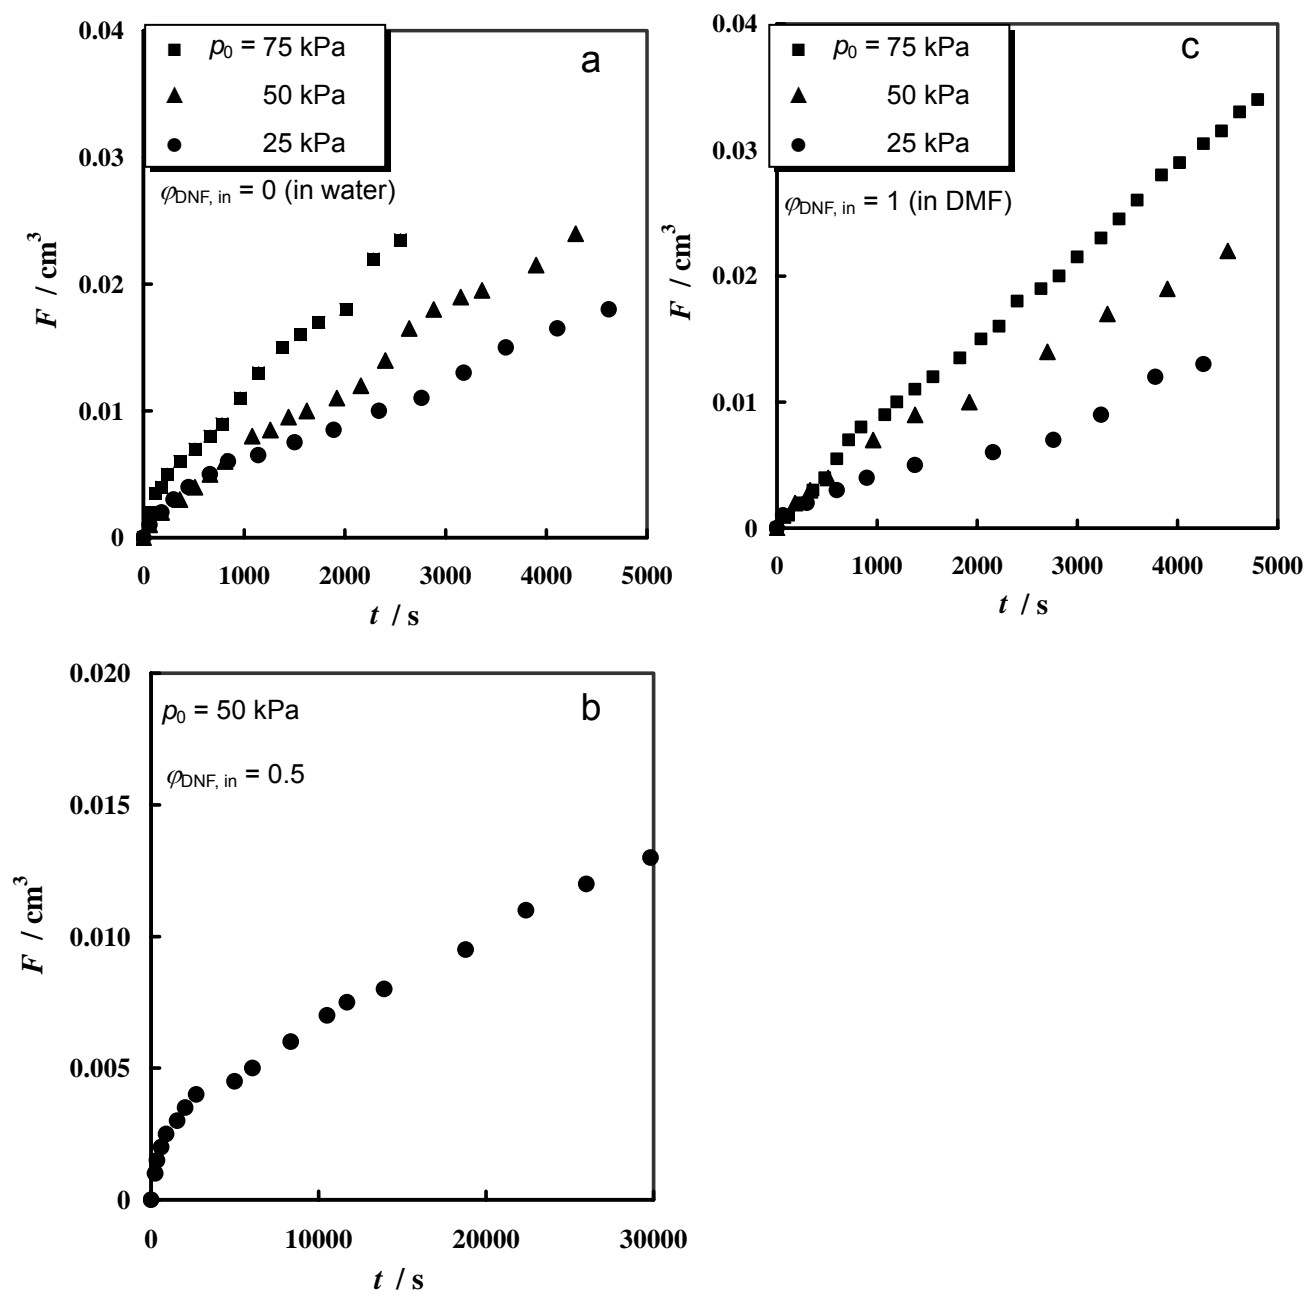 0.04
p0 = 75 kPa
50 kPa
25 kPa
a
φDNF, in = 0 (in water)
0.03
0.02
0.01
0
F / cm3
0 1000 2000 3000 4000 5000
t / s
0.04
p0 = 75 kPa
50 kPa
25 kPa
c
φDNF, in = 1 (in DMF)
0.03
0.02
0.01
0
F / cm3
0 1000 2000 3000 4000 5000
t / s
0.020
p0 = 50 kPa
b
φDNF, in = 0.5
0.015
0.010
0.005
0
F / cm3
0 10000 20000 30000
t / s